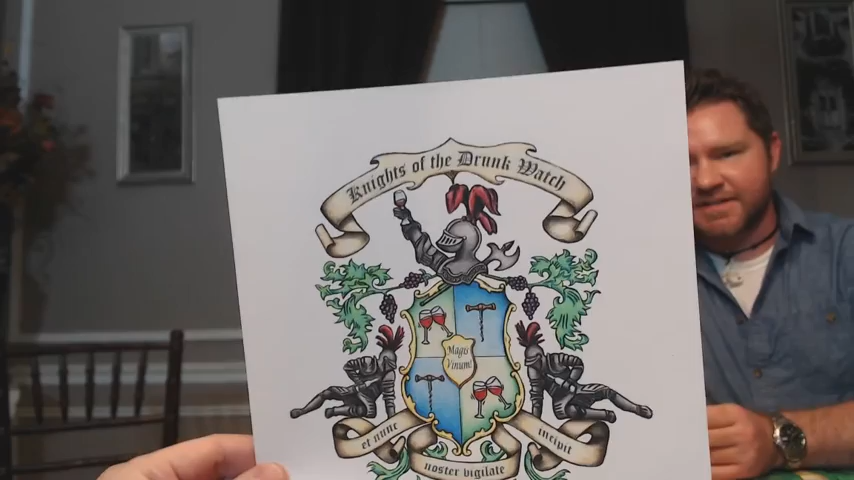 Knights of the Drunk Watch
Magis
Vinum!
et nunc
noster vigilate
incipit